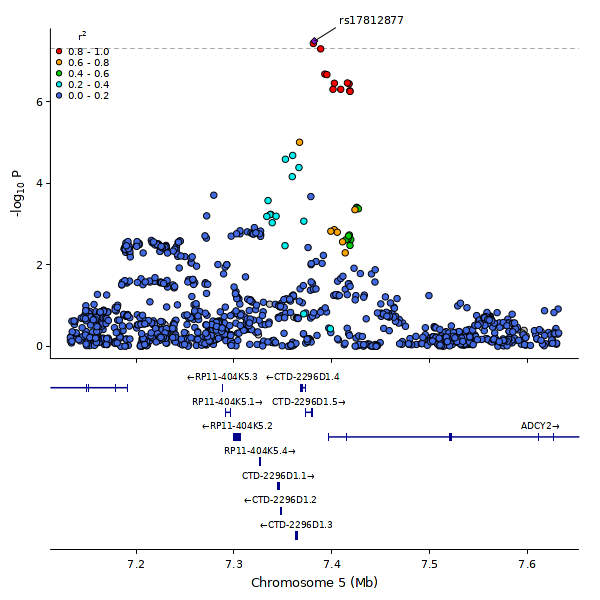 rs17812877
r²
0.8 - 1.0
0.6 - 0.8
0.4 - 0.6
0.2 - 0.4
0.0 - 0.2
6
4
2
0
-log₁₀ P
←RP11-404K5.3 ←CTD-2296D1.4
RP11-404K5.1→ CTD-2296D1.5→
←RP11-404K5.2 ADCY2→
RP11-404K5.4→
CTD-2296D1.1→
←CTD-2296D1.2
←CTD-2296D1.3
7.2 7.3 7.4 7.5 7.6
Chromosome 5 (Mb)